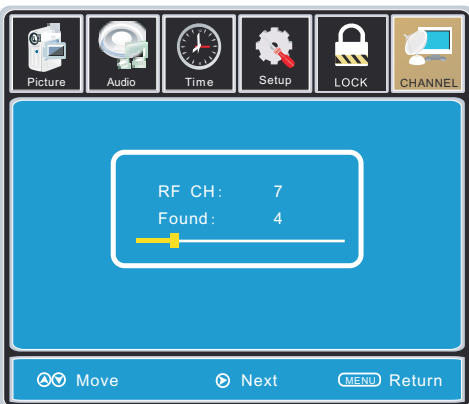 Picture Audio Time Setup LOCK CHANNEL
RF CH: 7
Found: 4
Move Next MENU Return